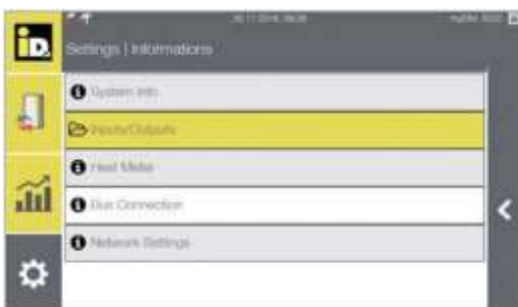 iD
Settings | Informations
System Info
Inputs/Outputs
Heat Meter
Bus Connection
Network Settings